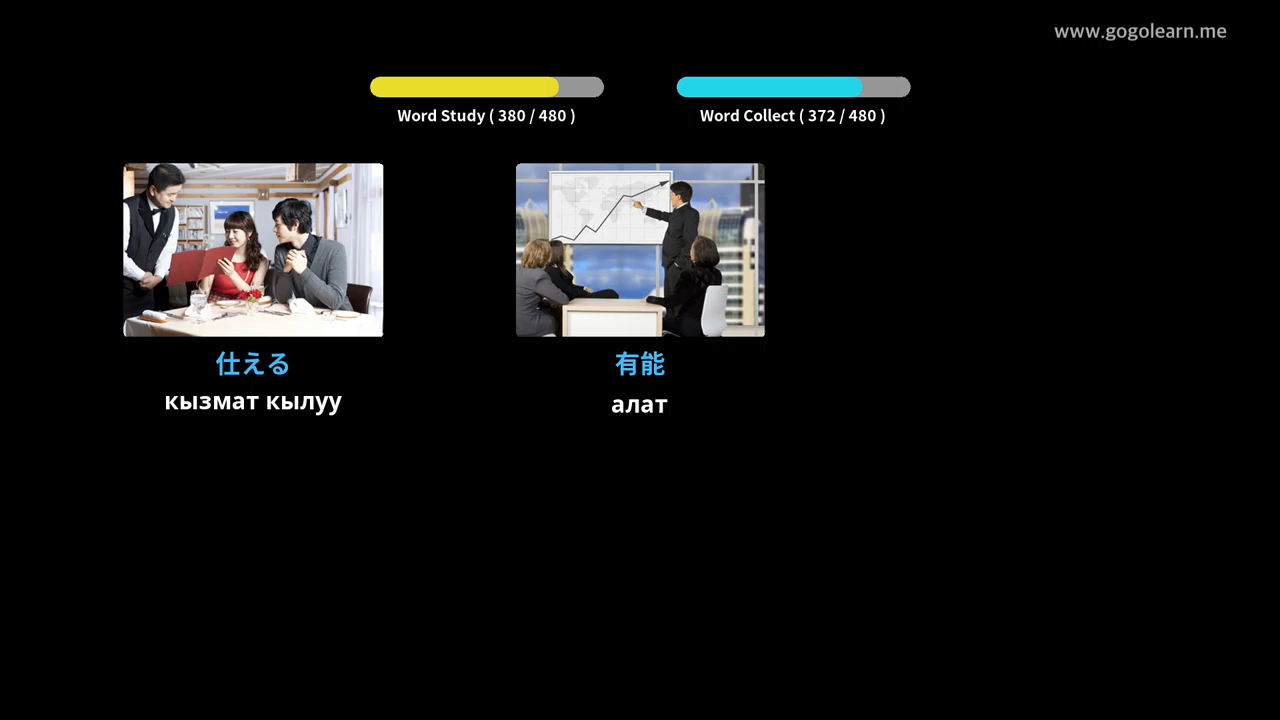 www.gogolearn.me
Word Study ( 380 / 480 )
Word Collect ( 372 / 480 )
仕える
кызмат кылуу
有能
алат